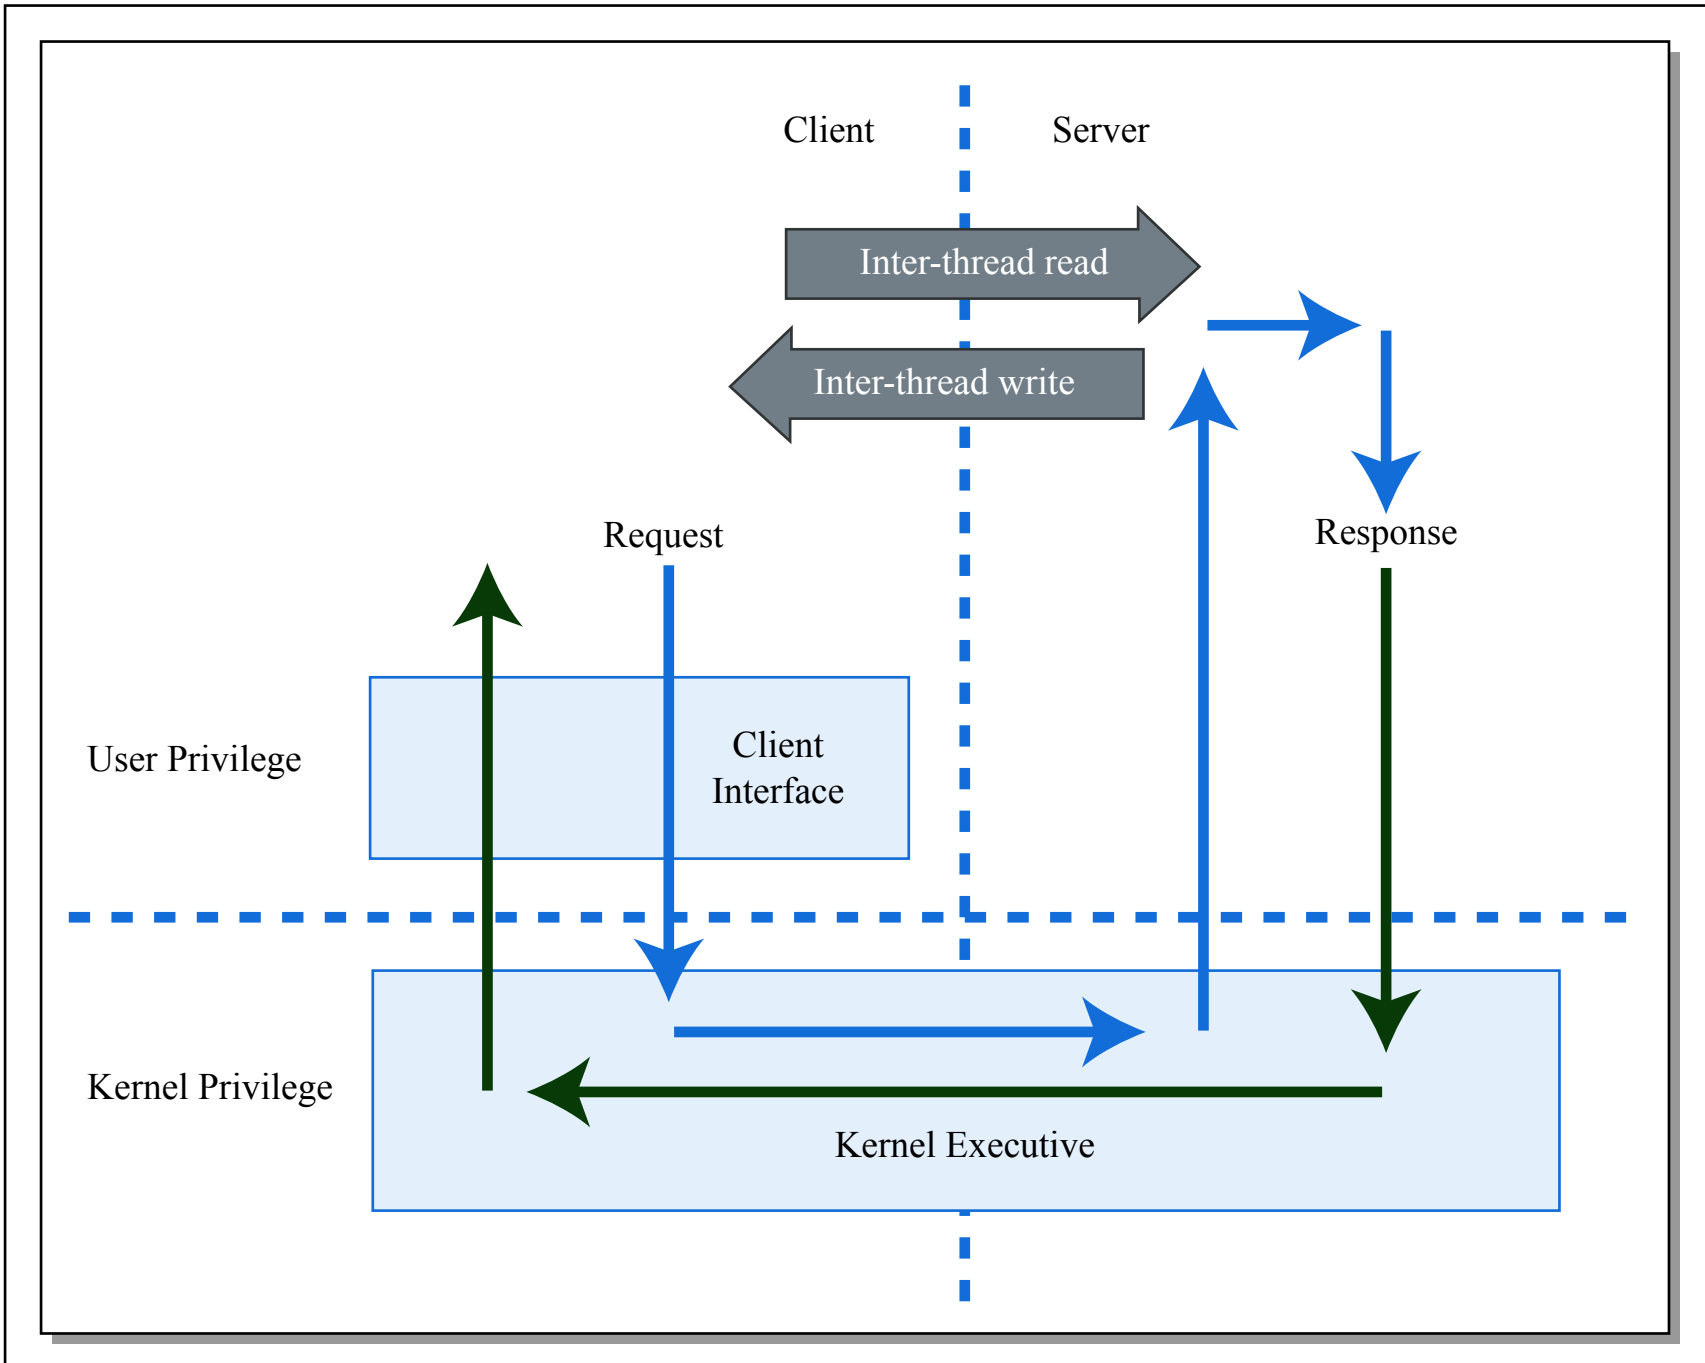 Client
Server
Inter-thread read
Inter-thread write
Request
Response
User Privilege
Client
Interface
Kernel Privilege
Kernel Executive